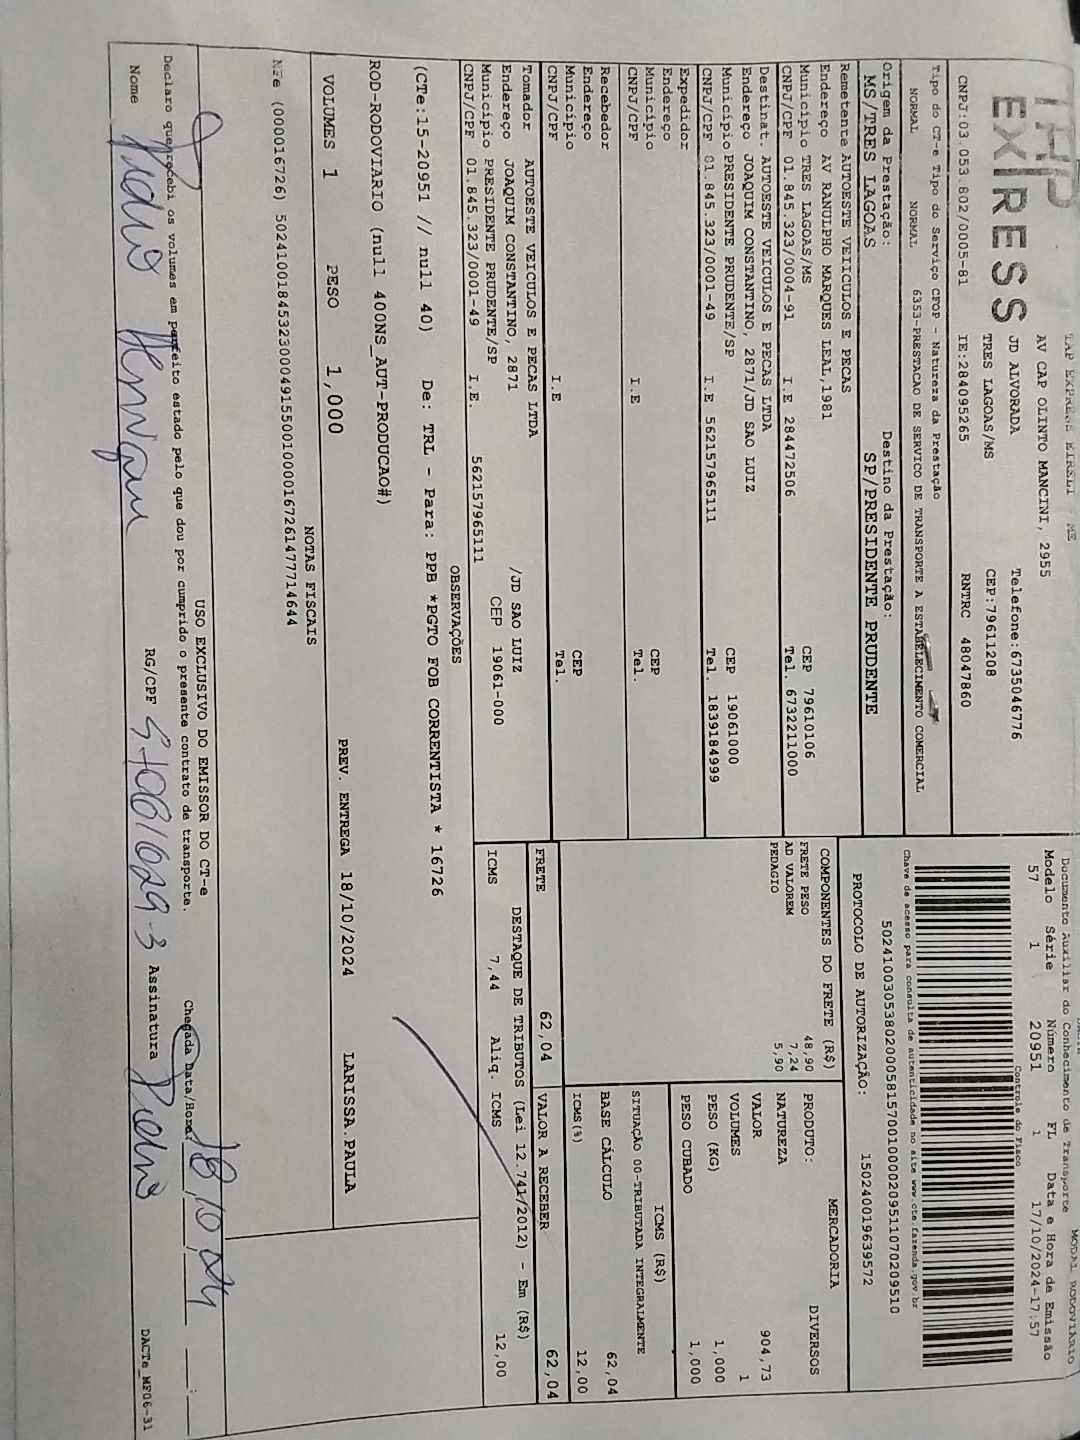 TAP EXPRESS EIRELI - ME
EXPRESS
AV CAP OLINTO MANCINI, 2955
JD ALVORADA Telefone:6735046776
TRES LAGOAS/MS CEP:79611208
CNPJ:03.053.802/0005-81 IE:284095265 RNTRC 48047860
Tipo do CT-e Tipo do Serviço CFOP - Natureza da Prestação
NORMAL NORMAL 6353-PRESTACAO DE SERVICO DE TRANSPORTE A ESTABELECIMENTO COMERCIAL
Origem da Prestação: Destino da Prestação:
MS/TRES LAGOAS SP/PRESIDENTE PRUDENTE
Remetente AUTOESTE VEIICULOS E PECAS
Endereço AV RANULPHO MARQUES LEAL,1981
Município TRES LAGOAS/MS CEP 79610106
CNPJ/CPF 01.845.323/0004-91 I.E 284472506 Tel. 6732211000
Destinat. AUTOESTE VEICULOS E PECAS LTDA
Endereço JOAQUIM CONSTANTINO, 2871/JD SAO LUIZ
Município PRESIDENTE PRUDENTE/SP CEP 19061000
CNPJ/CPF 01.845.323/0001-49 I.E 562157965111 Tel. 1839184999
Expedidor
Endereço
Município CEP
CNPJ/CPF I.E Tel.
Recebedor
Endereço
Município CEP
CNPJ/CPF I.E Tel.
Tomador AUTOESTE VEICULOS E PECAS LTDA
Endereço JOAQUIM CONSTANTINO, 2871 /JD SAO LUIZ
Município PRESIDENTE PRUDENTE/SP CEP 19061-000
CNPJ/CPF 01.845.323/0001-49 I.E. 562157965111
Documento Auxiliar do Conhecimento de Transporte MODAL RODOVIÁRIO
Modelo Série Número FL Data e Hora de Emissão
57 1 20951 1 17/10/2024-17:57
Controle do Fisco
Chave de acesso para consulta de autenticidade no site www.cte.fazenda.gov.br
50241003053802000581570010000209511070209510
PROTOCOLO DE AUTORIZAÇÃO: 150240019639572
COMPONENTES DO FRETE (R$)
FRETE PESO 48,90
AD VALOREM 7,24
PEDAGIO 5,90
MERCADORIA
PRODUTO: DIVERSOS
NATUREZA
VALOR 904,73
VOLUMES 1
PESO (KG) 1,000
PESO CUBADO 1,000
ICMS (R$)
SITUAÇÃO 00-TRIBUTADA INTEGRALMENTE
BASE CÁLCULO 62,04
ICMS(%) 12,00
FRETE 62,04 VALOR A RECEBER 62,04
DESTAQUE DE TRIBUTOS (Lei 12.741/2012) - Em (R$)
ICMS 7,44 Aliq. ICMS 12,00
OBSERVAÇÕES
(CTe:15-20951 // null 40) De: TRL - Para: PPB *PGTO FOB CORRENTISTA * 16726
ROD-RODOVIARIO (null 400NS_AUT-PRODUCAO#)
VOLUMES 1 PESO 1,000 PREV. ENTREGA 18/10/2024 LARISSA.PAULA
NOTAS FISCAIS
NFe (000016726) 50241001845323000491550010000167261477714644
USO EXCLUSIVO DO EMISSOR DO CT-e
Declaro que recebi os volumes em perfeito estado pelo que dou por cumprido o presente contrato de transporte. Chegada Data/Hora: 18/10/24
Nome Pedro RG/CPF Assinatura Pedro
DACTe_MF06-31